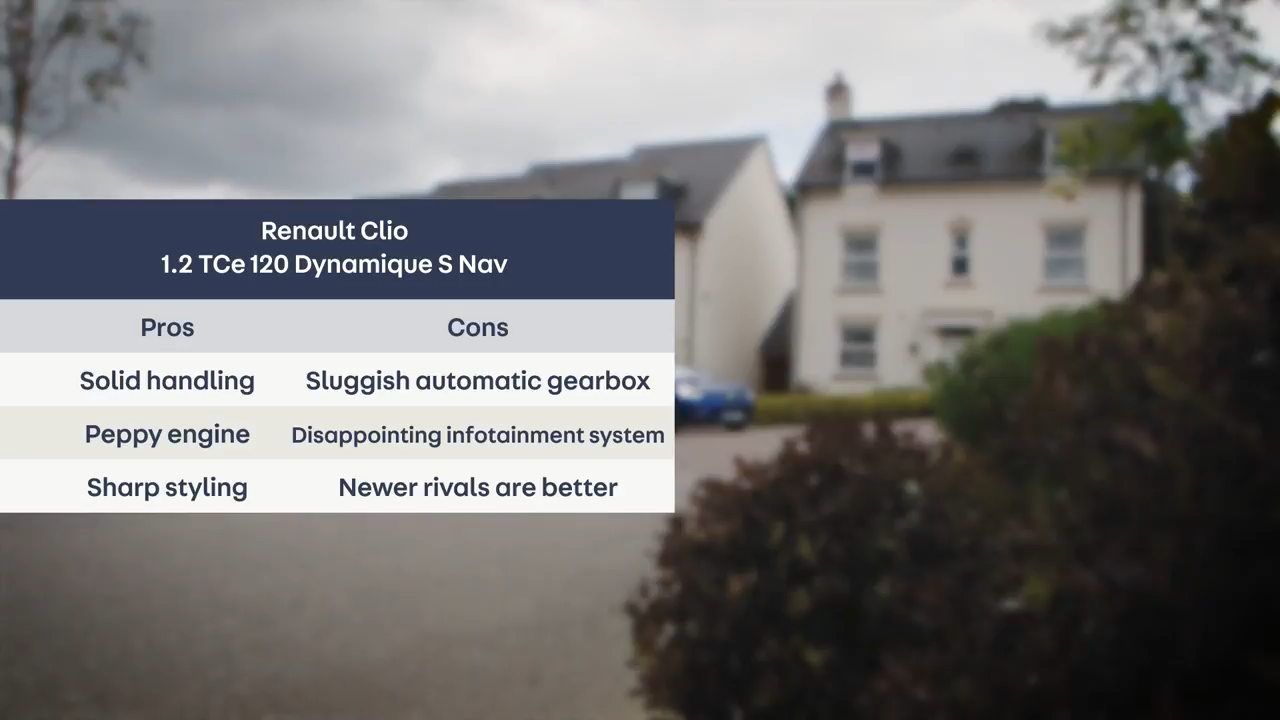 Renault Clio
1.2 TCe 120 Dynamique S Nav
Pros Cons
Solid handling Sluggish automatic gearbox
Peppy engine Disappointing infotainment system
Sharp styling Newer rivals are better